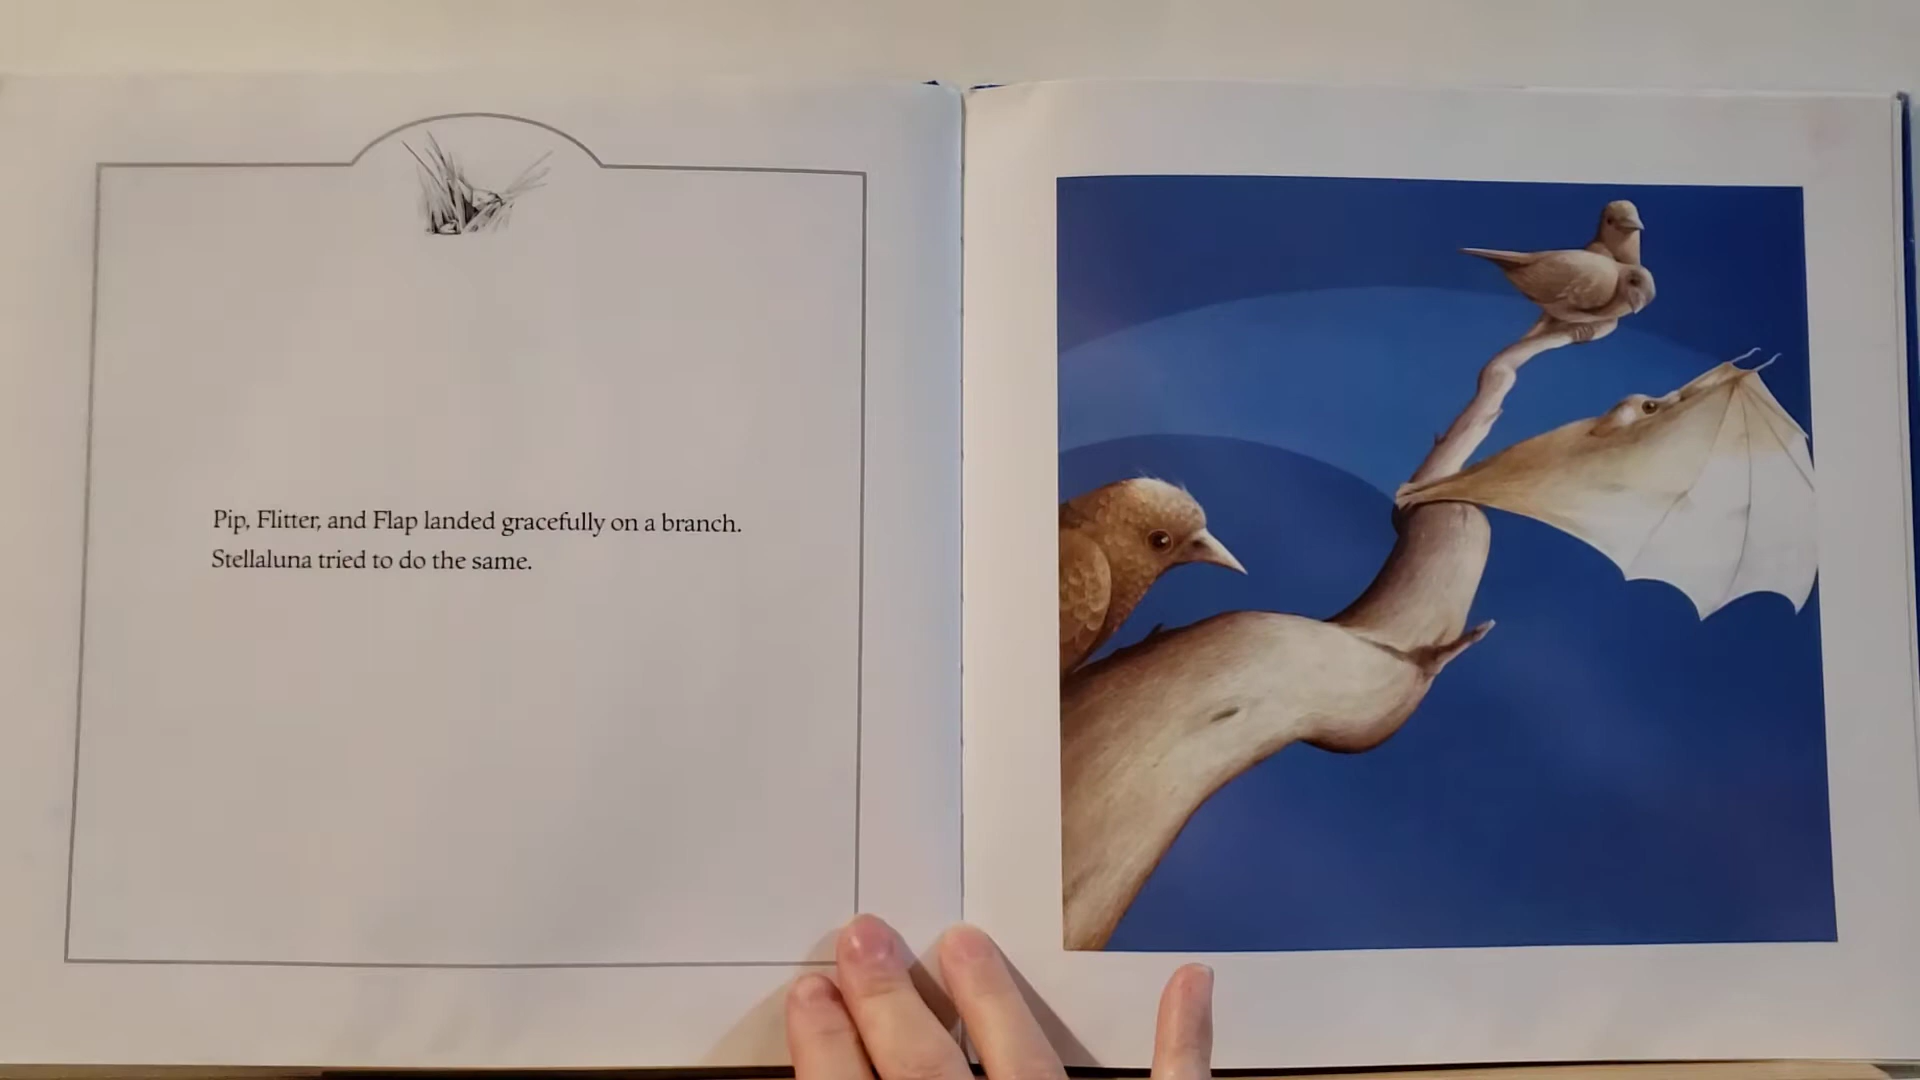 Pip, Flitter, and Flap landed gracefully on a branch.
Stellaluna tried to do the same.